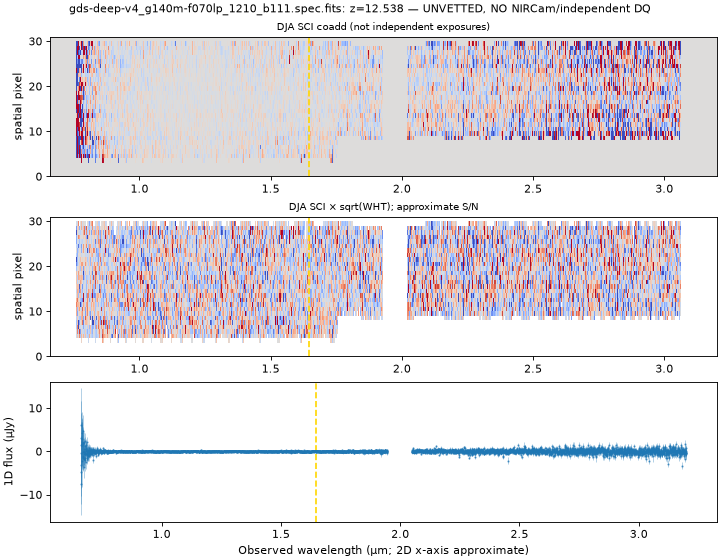 gds-deep-v4_g140m-f070lp_1210_b111.spec.fits: z=12.538 — UNVETTED, NO NIRCam/independent DQ
DJA SCI coadd (not independent exposures)
30
20
10
0
spatial pixel
1.0 1.5 2.0 2.5 3.0
DJA SCI × sqrt(WHT); approximate S/N
30
20
10
0
spatial pixel
1.0 1.5 2.0 2.5 3.0
10
0
−10
1D flux (μJy)
1.0 1.5 2.0 2.5 3.0
Observed wavelength (μm; 2D x-axis approximate)